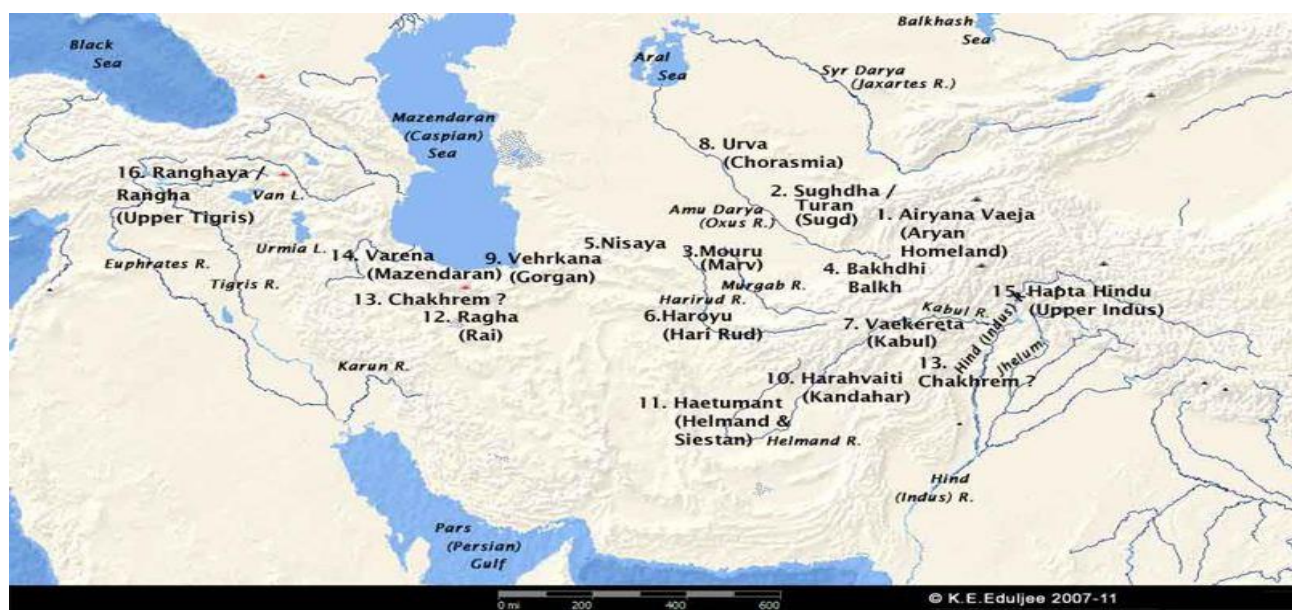 Black
Sea
Balkhash
Sea
Aral
Sea
Syr Darya
(Jaxartes R.)
Mazendaran
(Caspian)
Sea
8. Urva
(Chorasmia)
16. Ranghaya /
Rangha
(Upper Tigris)
Van L.
2. Sughdha /
Turan
(Sugd)
Amu Darya
(Oxus R.)
1. Airyana Vaeja
(Aryan
Homeland)
Urmia L.
14. Varena
(Mazendaran)
9. Vehrkana
(Gorgan)
5.Nisaya
3.Mouru
(Marv)
Murgab R.
4. Bakhdhi
Balkh
Euphrates R.
Tigris R.
13. Chakhrem ?
12. Ragha
(Rai)
Harirud R.
6.Haroyu
(Hari Rud)
Kabul R.
7. Vaekereta
(Kabul)
15. Hapta Hindu
(Upper Indus)
Hind (Indus) R.
Jhelum
13.
Chakhrem ?
Karun R.
10. Harahvaiti
(Kandahar)
11. Haetumant
(Helmand &
Siestan)
Helmand R.
Hind
(Indus) R.
Pars
(Persian)
Gulf
0 mi 200 400 600
© K.E.Eduljee 2007-11